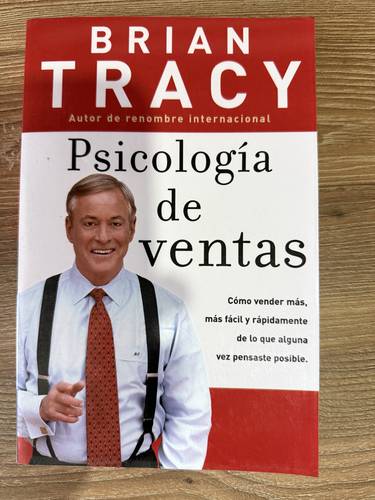 BRIAN
TRACY
Autor de renombre internacional
Psicología
de
ventas
Cómo vender más,
más fácil y rápidamente
de lo que alguna
vez pensaste posible.